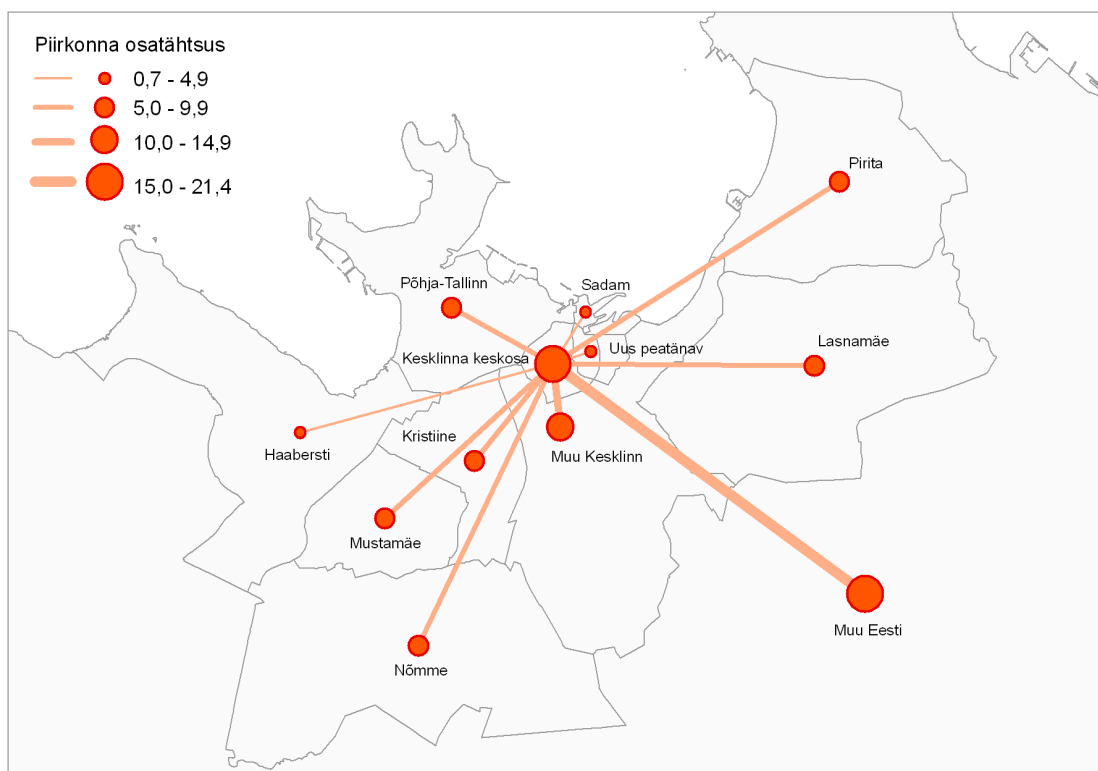 Piirkonna osatähtsus
0,7 - 4,9
5,0 - 9,9
10,0 - 14,9
15,0 - 21,4
Pirita
Põhja-Tallinn
Sadam
Kesklinna keskosa
Uus peatänav
Lasnamäe
Haabersti
Kristiine
Muu Kesklinn
Mustamäe
Muu Eesti
Nõmme